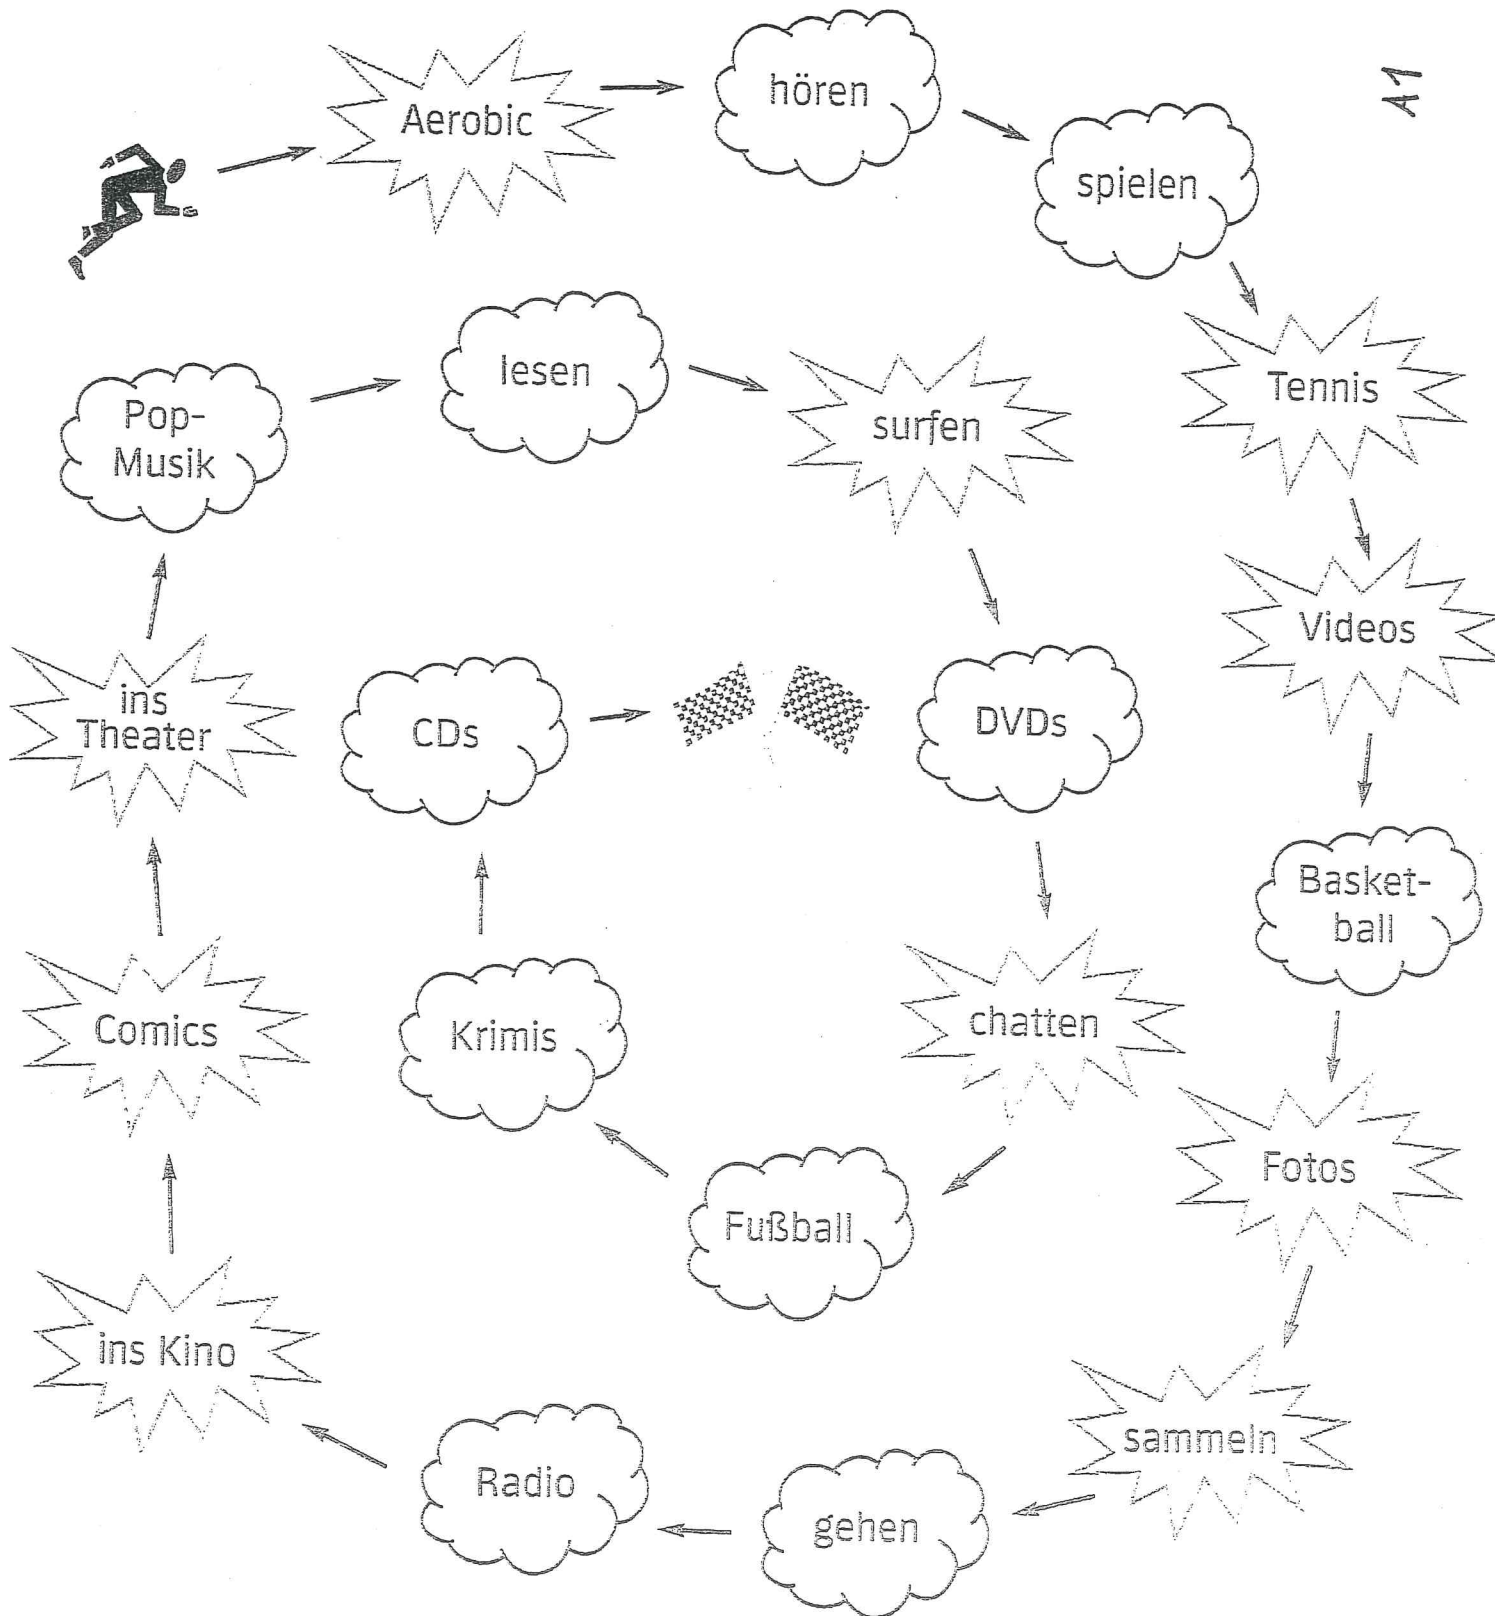 Aerobic
hören
A1
spielen
Tennis
Videos
Basket-
ball
Fotos
sammeln
gehen
Radio
ins Kino
Comics
ins
Theater
Pop-
Musik
lesen
surfen
DVDs
chatten
Fußball
Krimis
CDs